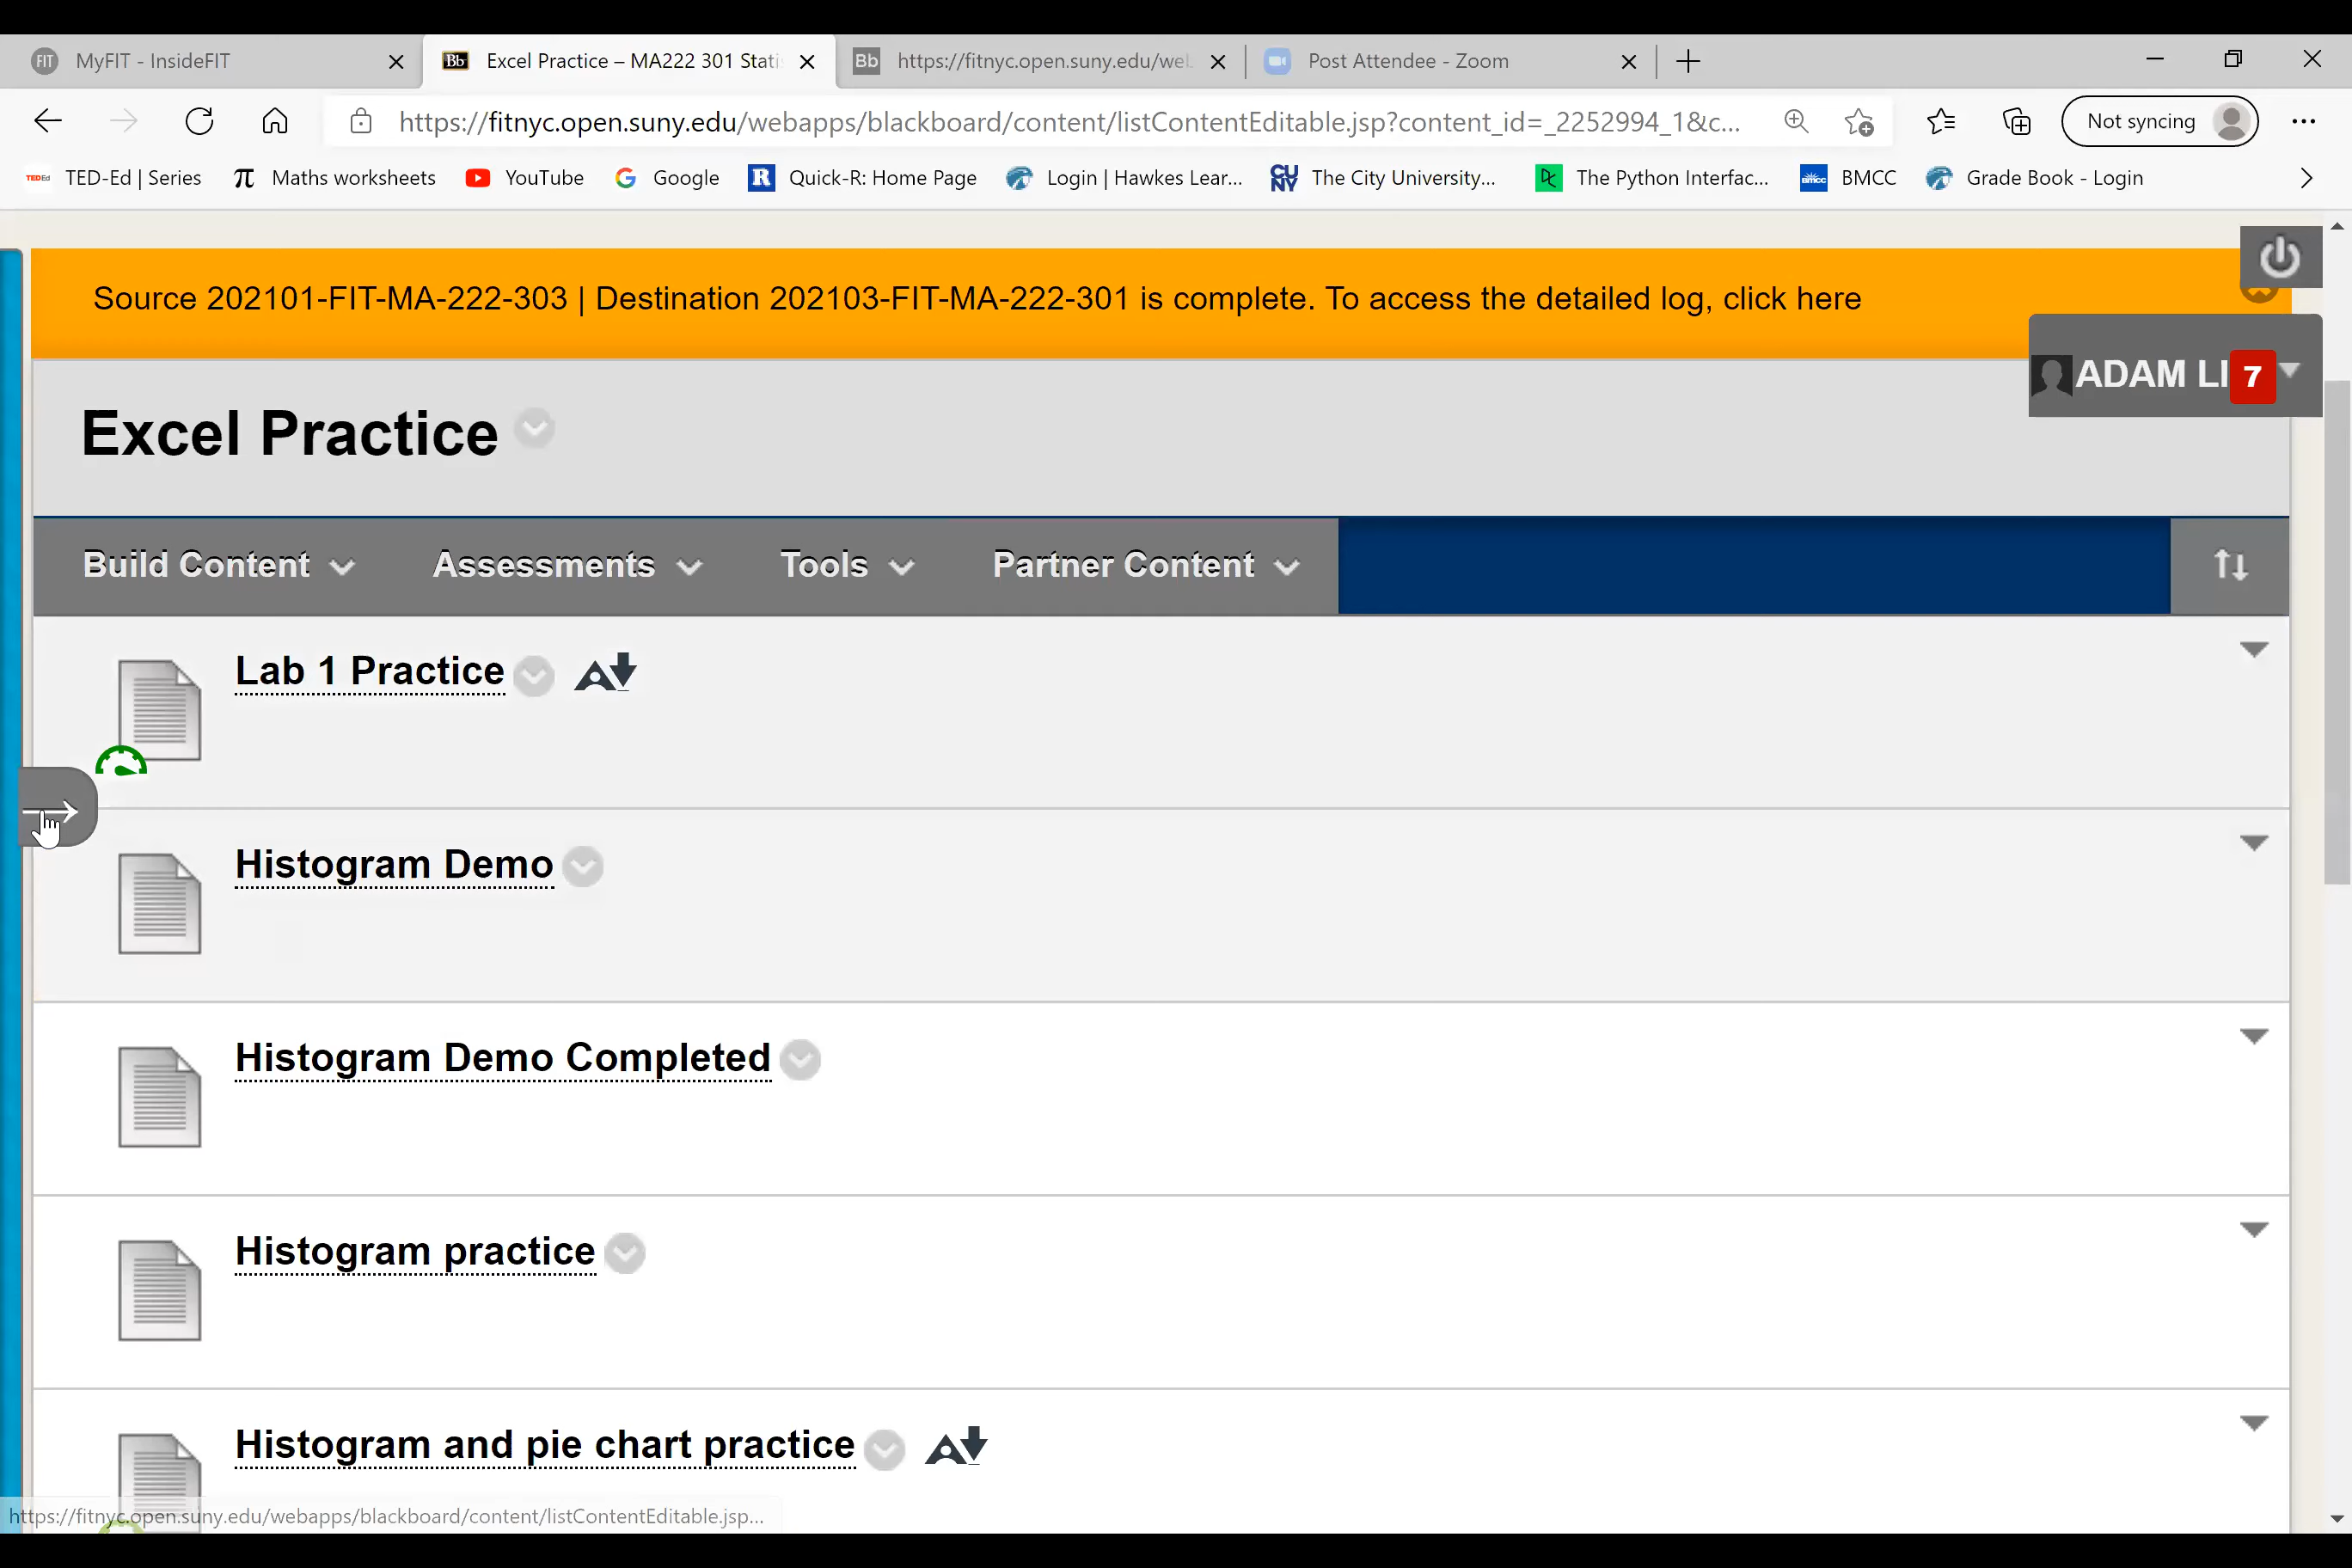 FIT MyFIT - InsideFIT
Bb Excel Practice – MA222 301 Stati
Bb https://fitnyc.open.suny.edu/wel
Post Attendee - Zoom
https://fitnyc.open.suny.edu/webapps/blackboard/content/listContentEditable.jsp?content_id=_2252994_1&c...
Not syncing
TED-Ed | Series
π Maths worksheets
YouTube
G Google
R Quick-R: Home Page
Login | Hawkes Lear...
CUNY The City University...
The Python Interfac...
BMCC BMCC
Grade Book - Login
Source 202101-FIT-MA-222-303 | Destination 202103-FIT-MA-222-301 is complete. To access the detailed log, click here
ADAM LI 7
Excel Practice
Build Content
Assessments
Tools
Partner Content
Lab 1 Practice
Histogram Demo
Histogram Demo Completed
Histogram practice
Histogram and pie chart practice
https://fitnyc.open.suny.edu/webapps/blackboard/content/listContentEditable.jsp...